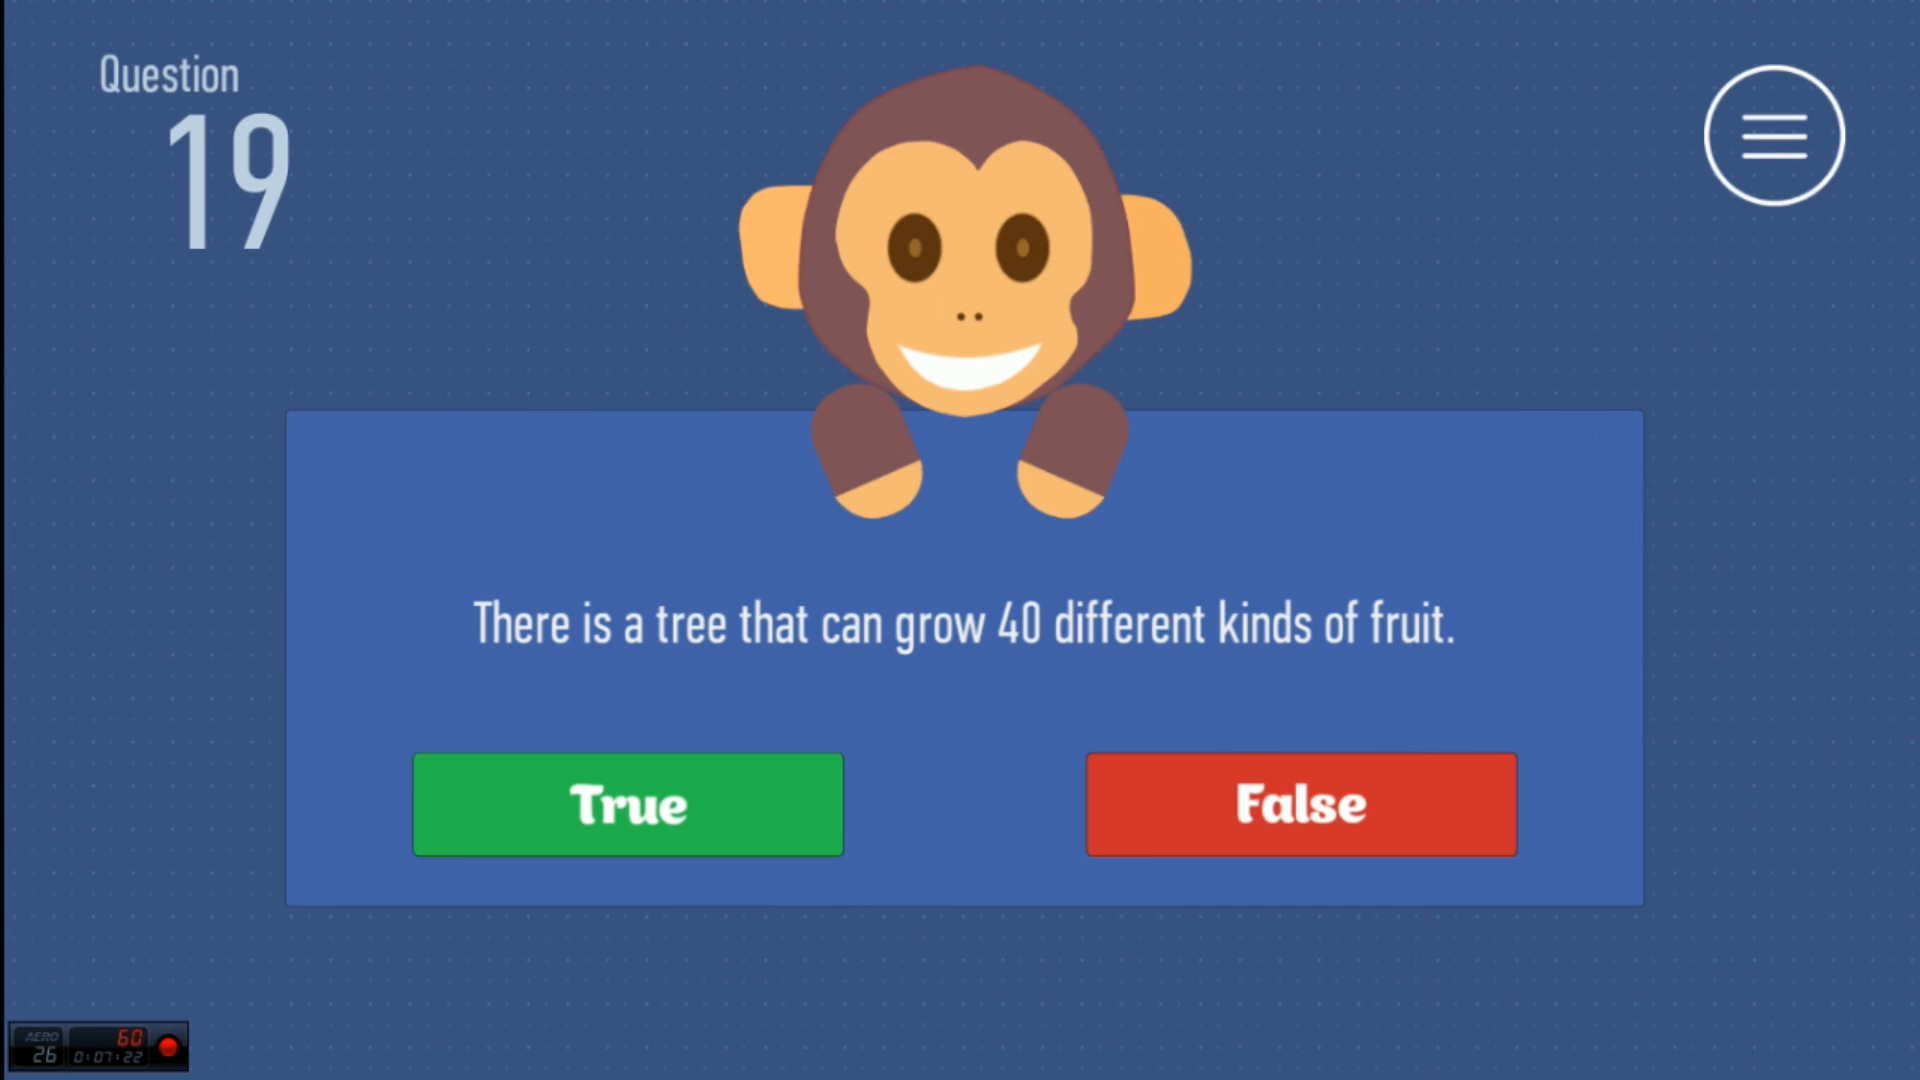 Question
19
There is a tree that can grow 40 different kinds of fruit.
True
False
AERO
60
26
0:07:22